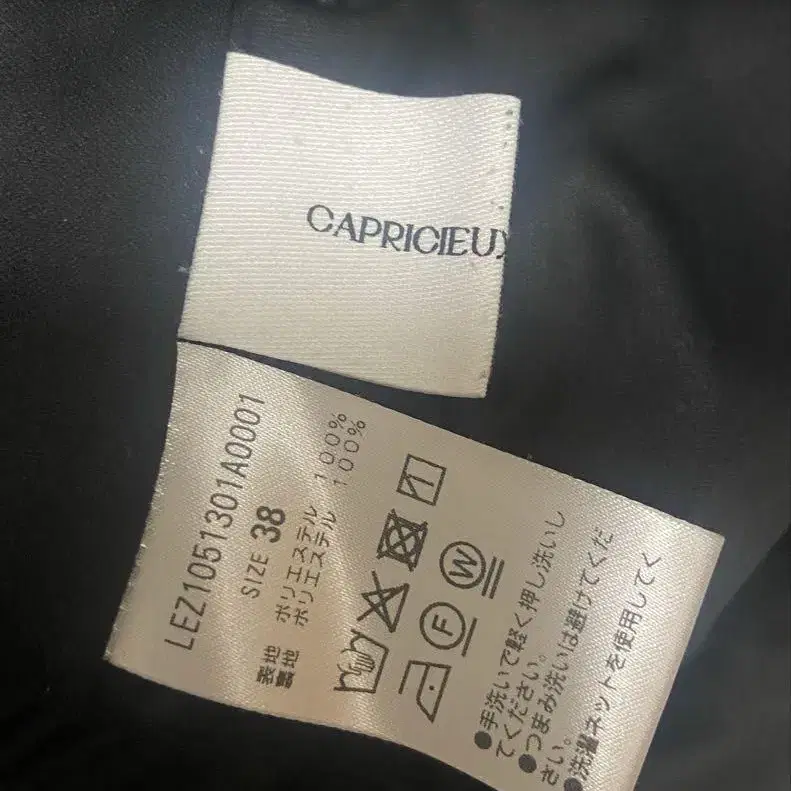 CAPRICIEUX
LEZ1051301A0001
SIZE 38
表地 ポリエステル 100%
裏地 ポリエステル 100%
W
F
●手洗いで軽く押し洗いし
てください。
●つまみ洗いは避けてくだ
さい。
●洗濯ネットを使用してく